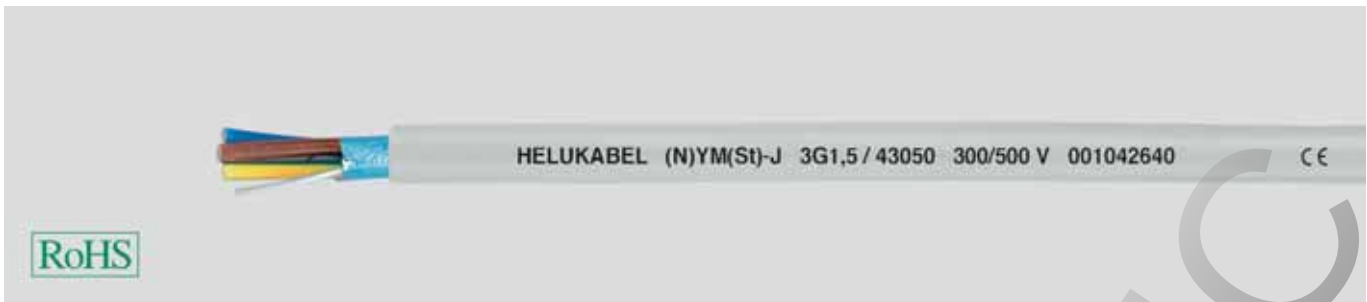 HELUKABEL (N)YM(St)-J 3G1,5 / 43050 300/500 V 001042640 CE
RoHS